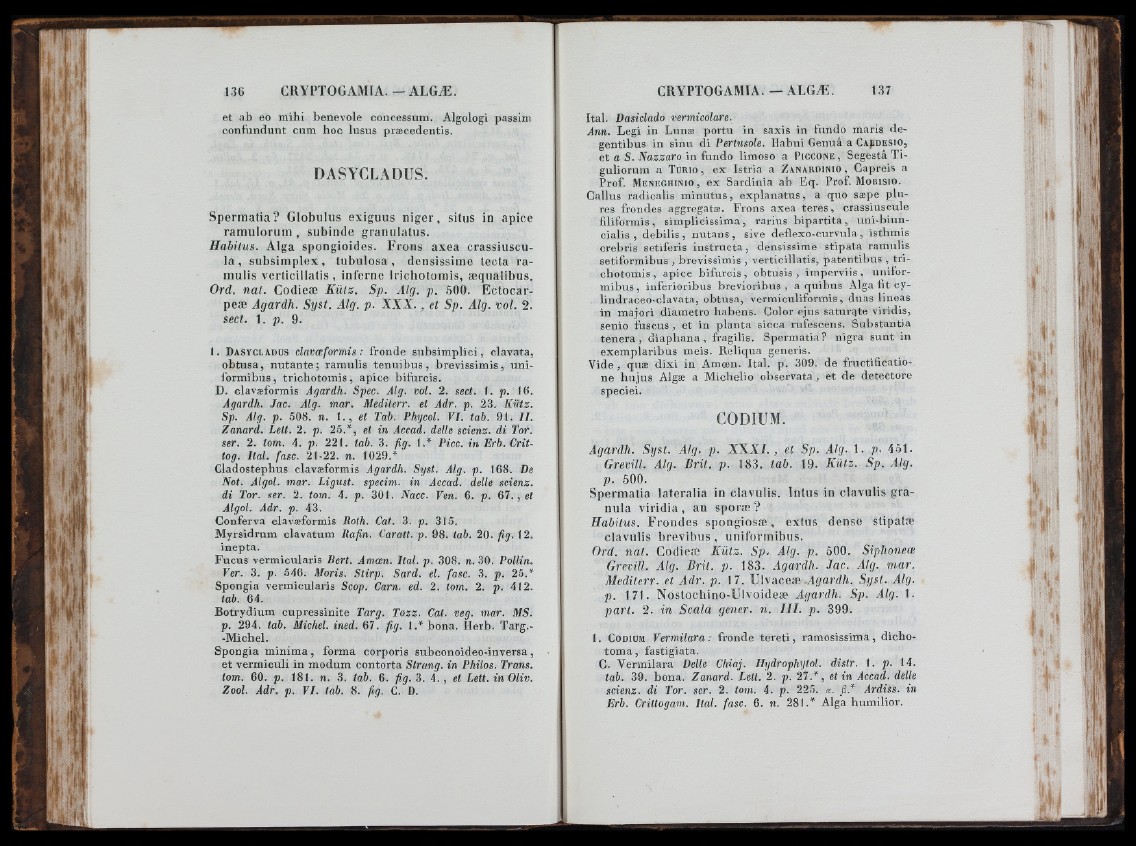 136 CRYPTOGAMIA. — ALGÆ.
et ab eo mihi benevole concessum. Algologi passim
confundunt cum hoc lusus præcedentis.
DASYCLADUS.
Spermatia? Globulus exiguus niger, situs in apice
ramulorum, subinde granulatus.
Habitus. Alga spongioides. Frons axea crassiuscu-
la, subsimplex, tubulosa, densissime tecta ra-
mulis verticillatis, inferne trichotomis, æqualibus.
Ord. nat. Codieæ Kütz. Sp. Alg. p. 500. Ectocar-
peæ Agardh. Syst. Alg. p. XXX., et Sp. Alg. vol. 2.
sect. 1. p. 9.
1. DASYCLADUS clavæformis: fronde subsimplici, clavata,
obtusa, nutante; ramulis tenuibus, brevissimis, uni-
formibus, trichotomis, apice bifurcis.
D. clavæformis Agardh. Spec. Alg. vol. 2. sect. 1. p. 16.
Agardh. Jac. Alg. mar. Mediterr. et Adr. p. 23. Kütz.
Sp. Alg. p. 508. n. 1., et Tab. Phycol. VI. tab. 91. II.
Zanard. Lett. 2. p. 25.*, et in Accad. delle scienz. di Tor.
ser. 2. tom. 4. p. 221. tab. 3. fig. 1.* Picc. in Erb. Crit-
tog. Ital. fasc. 21-22. n. 1029.*
Cladostephus clavæformis Agardh. Syst. Alg. p. 168. De
Not. Algol. mar. Ligust. specim. in Accad. delle scienz.
di Tor. ser. 2. tom. 4. p. 301. Nacc. Ven. 6. p. 67., et
Algol. Adr. p. 43.
Conferva clavæformis Roth. Cat. 3. p. 315.
Myrsidrum clavatum Rafin. Caratt. p. 98. tab. 20. fig. 12.
inepta.
Fucus vermicularis Bert. Amœn. Ital. p. 308. n. 30. Pollin.
Ver. 3. p. 546. Moris. Stirp. Sard. el. fasc. 3. p. 25.*
Spongia vermicularis Scop. Carn. ed. 2. tom. 2. p. 412.
tab. 64.
Botrydium cupressinite Targ. Tozz. Cat. veg. mar. MS.
p. 294. tab. Michel. ined. 67. fig. 1.* bona. Herb. Targ.-
-Michel.
Spongia minima, forma corporis subconoideo-inversa,
et vermiculi in modum contorta Strang. in Philos. Trans.
tom. 60. p. 181. n. 3. tab. 6. fig. 3. 4., et Lett. in Oliv.
Zool. Adr. p. VI. tab. 8. fig. C. D.
CRYPTOGAMIA. — ALGÆ. 137
Ital. Dasiclado vermicolare.
Ann. Legi in Lunæ portu in saxis in fundo maris de-
gentibus in sinu di Pertusole. Habui Genuâ a CALDESIO,
et a S. Nazzaro in fundo limoso a PICCONE, Segestâ Ti-
guliorum a TURIO, ex Istria a ZANARDINIO, Capreis a
Prof. MENEGHINIO, ex Sardinia ab Eq. Prof. MORISIO.
Callus radicalis minutus, explanatus, a quo sæpe plu-
res frondes aggregatæ. Frons axea teres, crassiuscule
filiformis, simplicissima, rarius bipartita, uni-biun-
cialis, debilis, nutans, sive deflexo-curvula, isthmis
crebris setiferis instructa, densissime stipata ramulis
setiformibus, brevissimis, verticillatis, patentibus, tri-
chotomis, apice bifurcis, obtusis, imperviis, unifor-
mibus, inferioribus brevioribus, a quibus Alga fit cy-
lindraceo-clavata, obtusa, vermiculiformis, duas lineas
in majori diametro habens. Color ejus saturate viridis,
senio fuscus, et in planta sicca rufescens. Substantia
tenera, diaphana, fragilis. Spermatia? nigra sunt in
exemplaribus meis. Reliqua generis.
Vide, quæ dixi in Amœn. Ital. p. 309. de fructificatio-
ne hujus Algæ a Michelio observata, et de detectore
speciei.
CODIUM.
Agardh. Syst. Alg. p. XXXI., et Sp. Alg. 1. p. 451.
Grevill. Alg. Brit. p. 183. tab. 19. Kütz. Sp. Alg.
p. 500.
Spermatia lateralia in clavulis. Intus in clavulis gra-
nula viridia, an sporæ?
Habitus. Frondes spongiosæ, extus dense stipatæ
clavulis brevibus, uniformibus.
Ord. nat. Codieæ Kütz. Sp. Alg. p. 500. Siphoneæ
Grevill. Alg. Brit. p. 183. Agardh. Jac. Alg. mar.
Mediterr. et Adr. p. 17. Ulvaceæ Agardh. Syst. Alg.
p. 171. Nostochino-Ulvoideæ Agardh. Sp. Alg. 1.
part. 2. in Scala gener. n. III. p. 399.
1. CODIUM Vermilara: fronde tereti, ramosissima, dicho-
toma, fastigiata.
C. Vermilara Delle Chiaj. Hydrophytol. distr. 1. p. 14.
tab. 39. bona. Zanard. Lett. 2. p. 27.*, et in Accad. delle
scienz. di Tor. ser. 2. tom. 4. p. 225. α. β.* Ardiss. in
Erb. Crittogam. Ital. fasc. 6. n. 281.* Alga humilior.